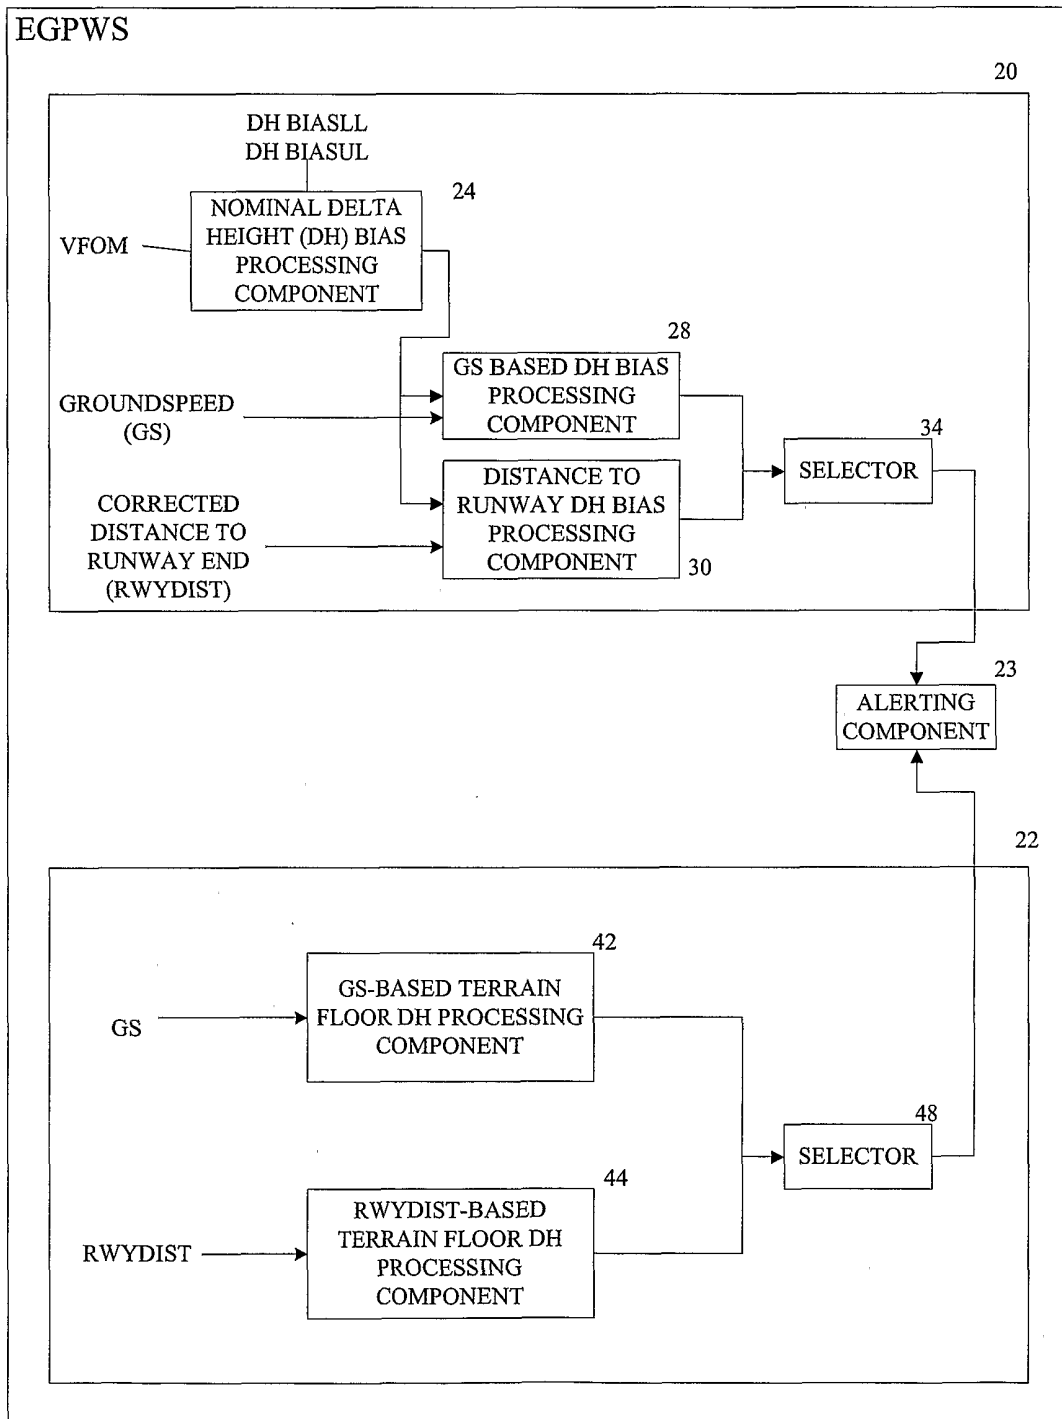 EGPWS
20
DH BIASLL
DH BIASUL
24
NOMINAL DELTA
HEIGHT (DH) BIAS
PROCESSING
COMPONENT
VFOM
28
GS BASED DH BIAS
PROCESSING
COMPONENT
GROUNDSPEED
(GS)
34
SELECTOR
DISTANCE TO
RUNWAY DH BIAS
PROCESSING
COMPONENT
30
CORRECTED
DISTANCE TO
RUNWAY END
(RWYDIST)
23
ALERTING
COMPONENT
22
42
GS-BASED TERRAIN
FLOOR DH PROCESSING
COMPONENT
GS
48
SELECTOR
44
RWYDIST-BASED
TERRAIN FLOOR DH
PROCESSING
COMPONENT
RWYDIST